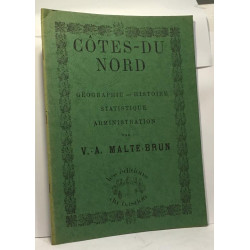 CÔTES-DU
NORD
GÉOGRAPHIE — HISTOIRE
STATISTIQUE
ADMINISTRATION
PAR
V.-A. MALTE-BRUN